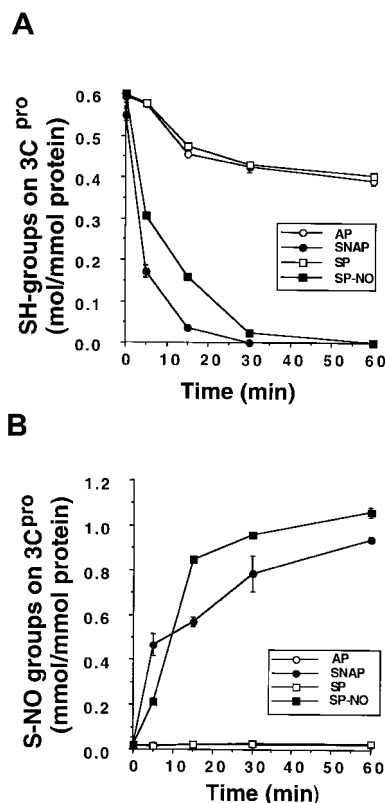 A
SH-groups on 3C pro
(mol/mmol protein)
0.6
0.5
0.4
0.3
0.2
0.1
0.0
AP
SNAP
SP
SP-NO
0 10 20 30 40 50 60
Time (min)
B
S-NO groups on 3Cpro
(mmol/mmol protein)
1.2
1.0
0.8
0.6
0.4
0.2
0.0
AP
SNAP
SP
SP-NO
0 10 20 30 40 50 60
Time (min)